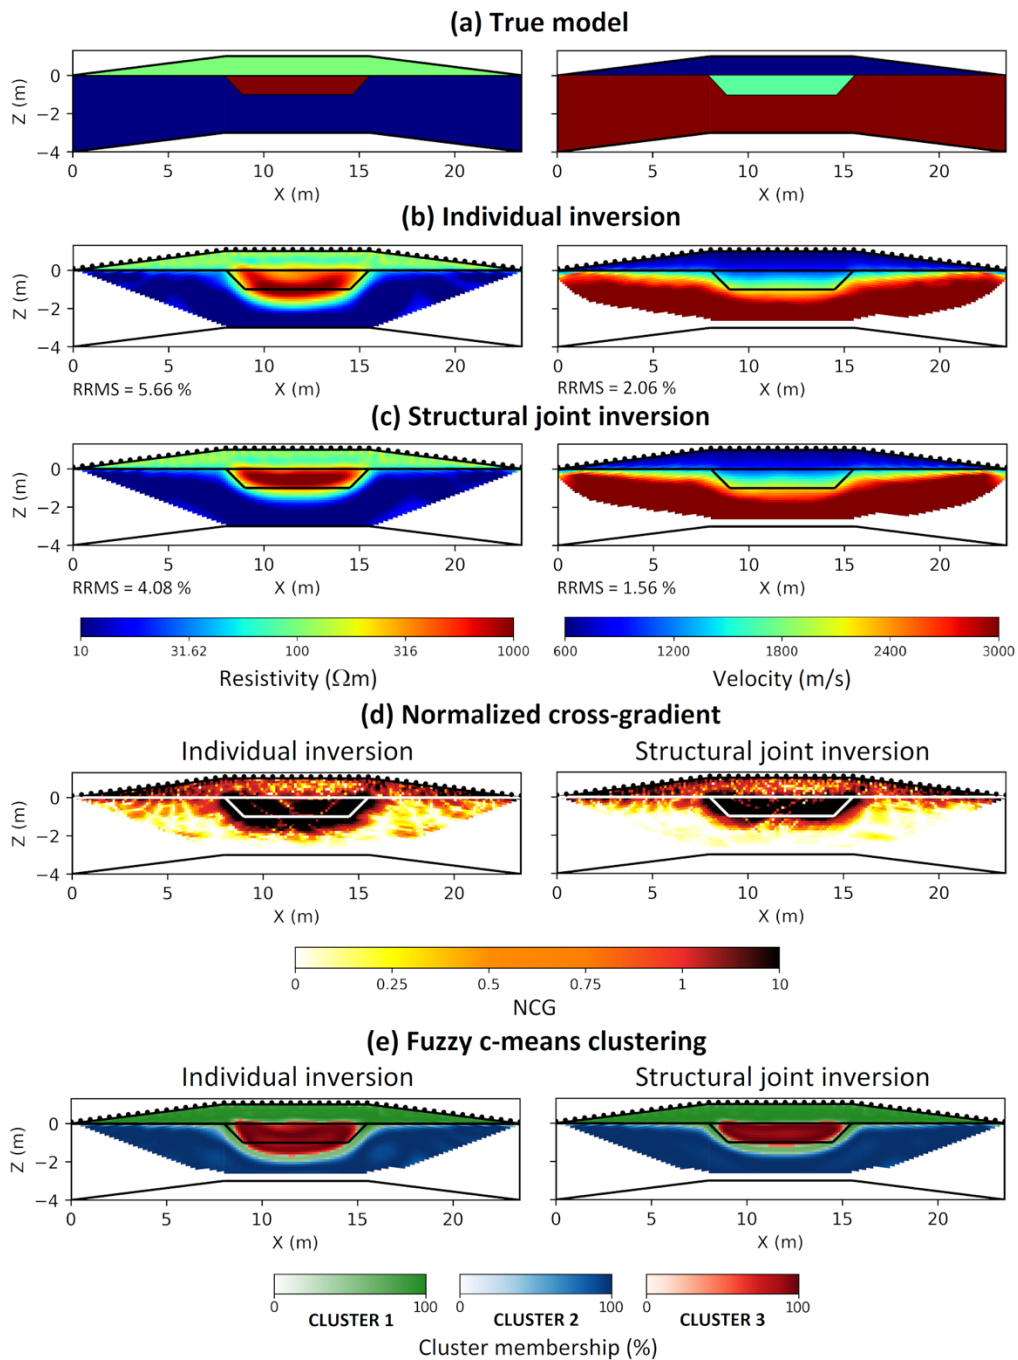 (a) True model
Z (m)
0
−2
−4
0 5 10 15 20
0 5 10 15 20
X (m)
X (m)
(b) Individual inversion
Z (m)
0
−2
−4
0 5 10 15 20
0 5 10 15 20
RRMS = 5.66 %
X (m)
RRMS = 2.06 %
X (m)
(c) Structural joint inversion
Z (m)
0
−2
−4
0 5 10 15 20
0 5 10 15 20
RRMS = 4.08 %
X (m)
RRMS = 1.56 %
X (m)
10 31.62 100 316 1000
Resistivity (Ωm)
600 1200 1800 2400 3000
Velocity (m/s)
(d) Normalized cross-gradient
Individual inversion
Structural joint inversion
Z (m)
0
−2
−4
0 5 10 15 20
0 5 10 15 20
X (m)
X (m)
0 0.25 0.5 0.75 1 10
NCG
(e) Fuzzy c-means clustering
Individual inversion
Structural joint inversion
Z (m)
0
−2
−4
0 5 10 15 20
0 5 10 15 20
X (m)
X (m)
0 100
CLUSTER 1
0 100
CLUSTER 2
0 100
CLUSTER 3
Cluster membership (%)